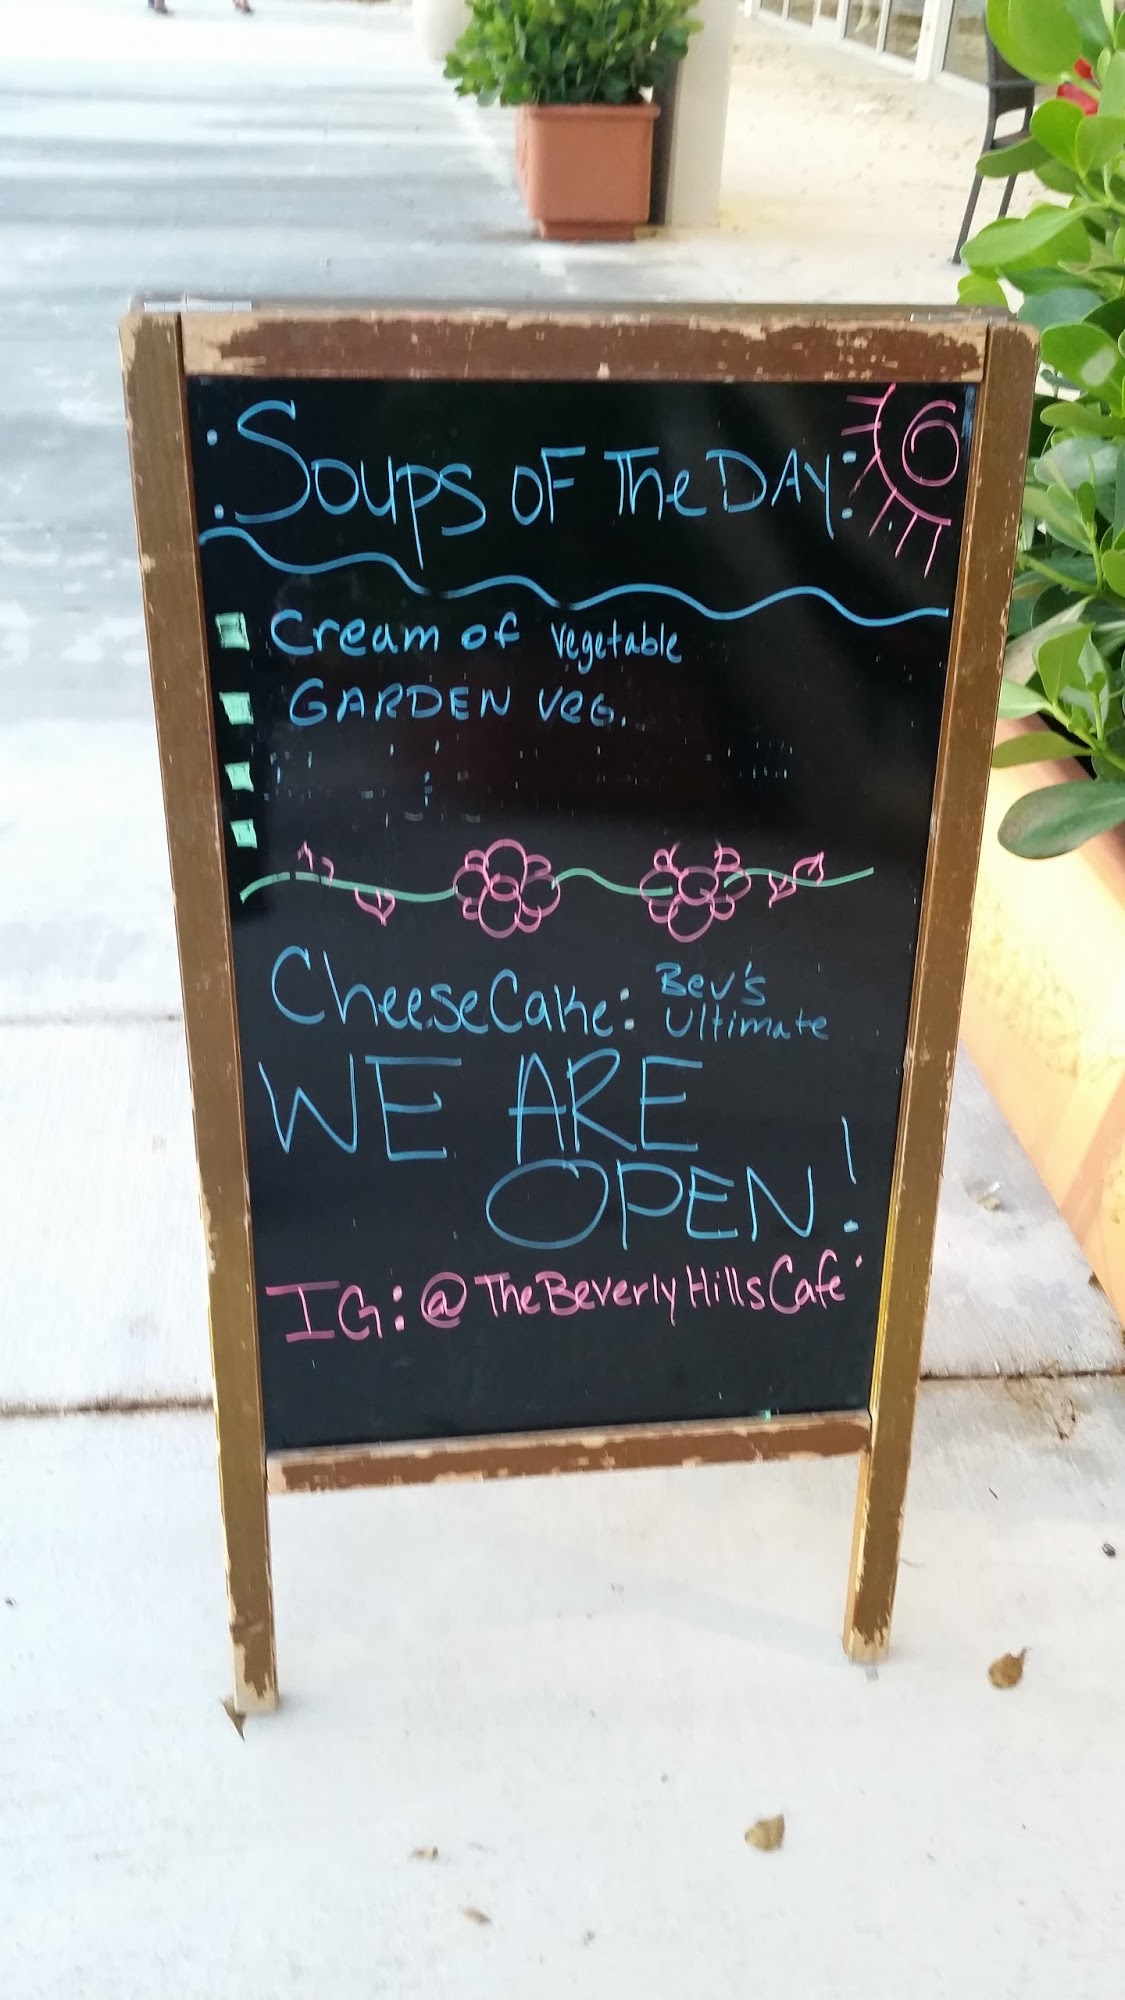 :Soups OF The DAY:
Cream of Vegetable
GARDEN VEG.
CheeseCake: Bev's
Ultimate
WE ARE
OPEN!
IG: @TheBeverlyHillsCafe